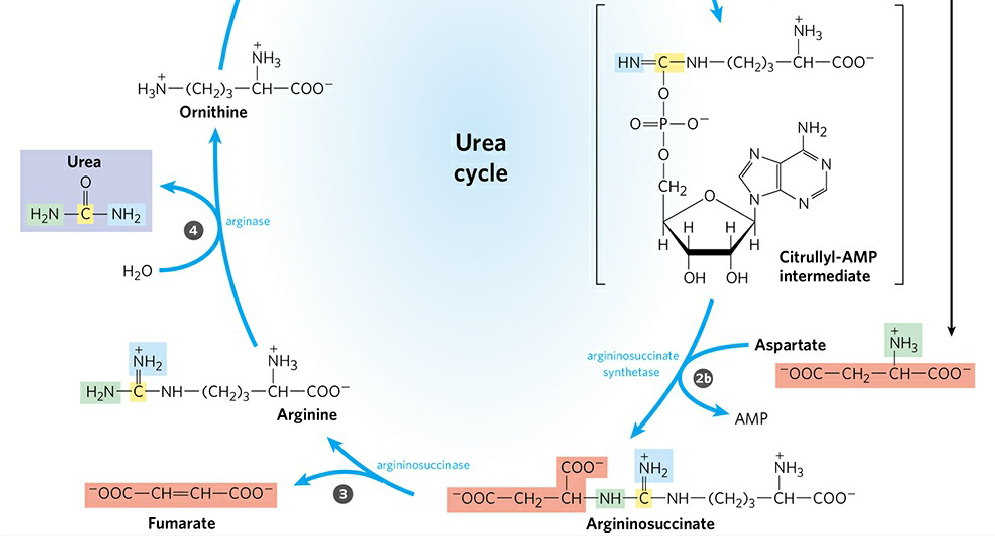 NH₃⁺
HN=C—NH—(CH₂)₃—CH—COO⁻
O
O=P—O⁻
O
CH₂
NH₂
N
N
N
N
O
H
H
H
H
OH
OH
Citrullyl-AMP
intermediate
NH₃⁺
H₃N⁺—(CH₂)₃—CH—COO⁻
Ornithine
Urea
cycle
Urea
O
H₂N—C—NH₂
4
arginase
H₂O
NH₂⁺
NH₃⁺
H₂N—C—NH—(CH₂)₃—CH—COO⁻
Arginine
argininosuccinate
synthetase
2b
Aspartate
NH₃⁺
⁻OOC—CH₂—CH—COO⁻
AMP
argininosuccinase
3
⁻OOC—CH=CH—COO⁻
Fumarate
COO⁻
NH₂⁺
NH₃⁺
⁻OOC—CH₂—CH—NH—C—NH—(CH₂)₃—CH—COO⁻
Argininosuccinate